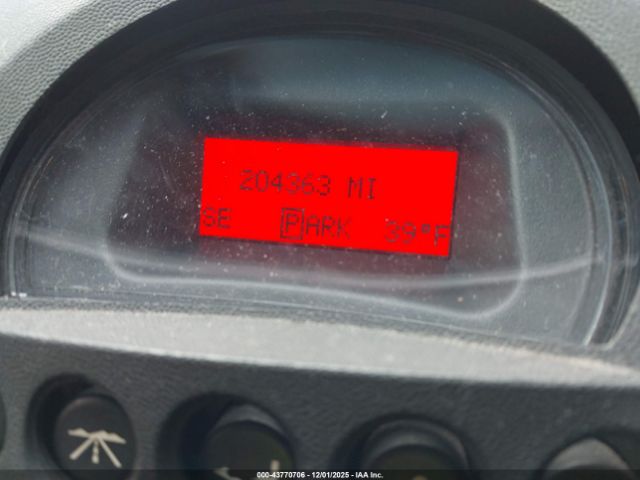 204363 MI
SE PARK 39°F
000-43770706 - 12/01/2025 - IAA, Inc.